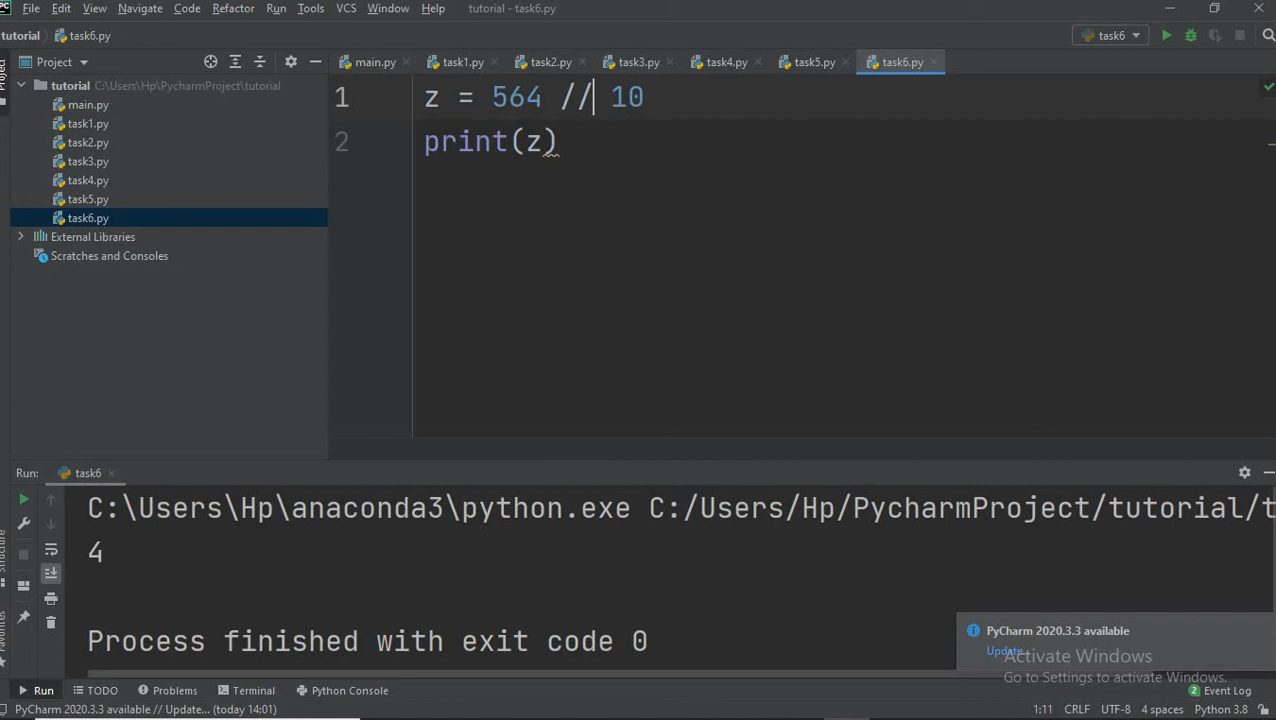 PC File Edit View Navigate Code Refactor Run Tools VCS Window Help tutorial - task6.py
tutorial task6.py task6
Project main.py task1.py task2.py task3.py task4.py task5.py task6.py
tutorial C:\Users\Hp\PycharmProject\tutorial
main.py
task1.py
task2.py
task3.py
task4.py
task5.py
task6.py
External Libraries
Scratches and Consoles
1 z = 564 // 10
2 print(z)
Project
Structure
Favorites
Run: task6
C:\Users\Hp\anaconda3\python.exe C:/Users/Hp/PycharmProject/tutorial/t
4
Process finished with exit code 0
PyCharm 2020.3.3 available
Update...
Activate Windows
Go to Settings to activate Windows.
Run TODO Problems Terminal Python Console 2 Event Log
PyCharm 2020.3.3 available // Update... (today 14:01) 1:11 CRLF UTF-8 4 spaces Python 3.8